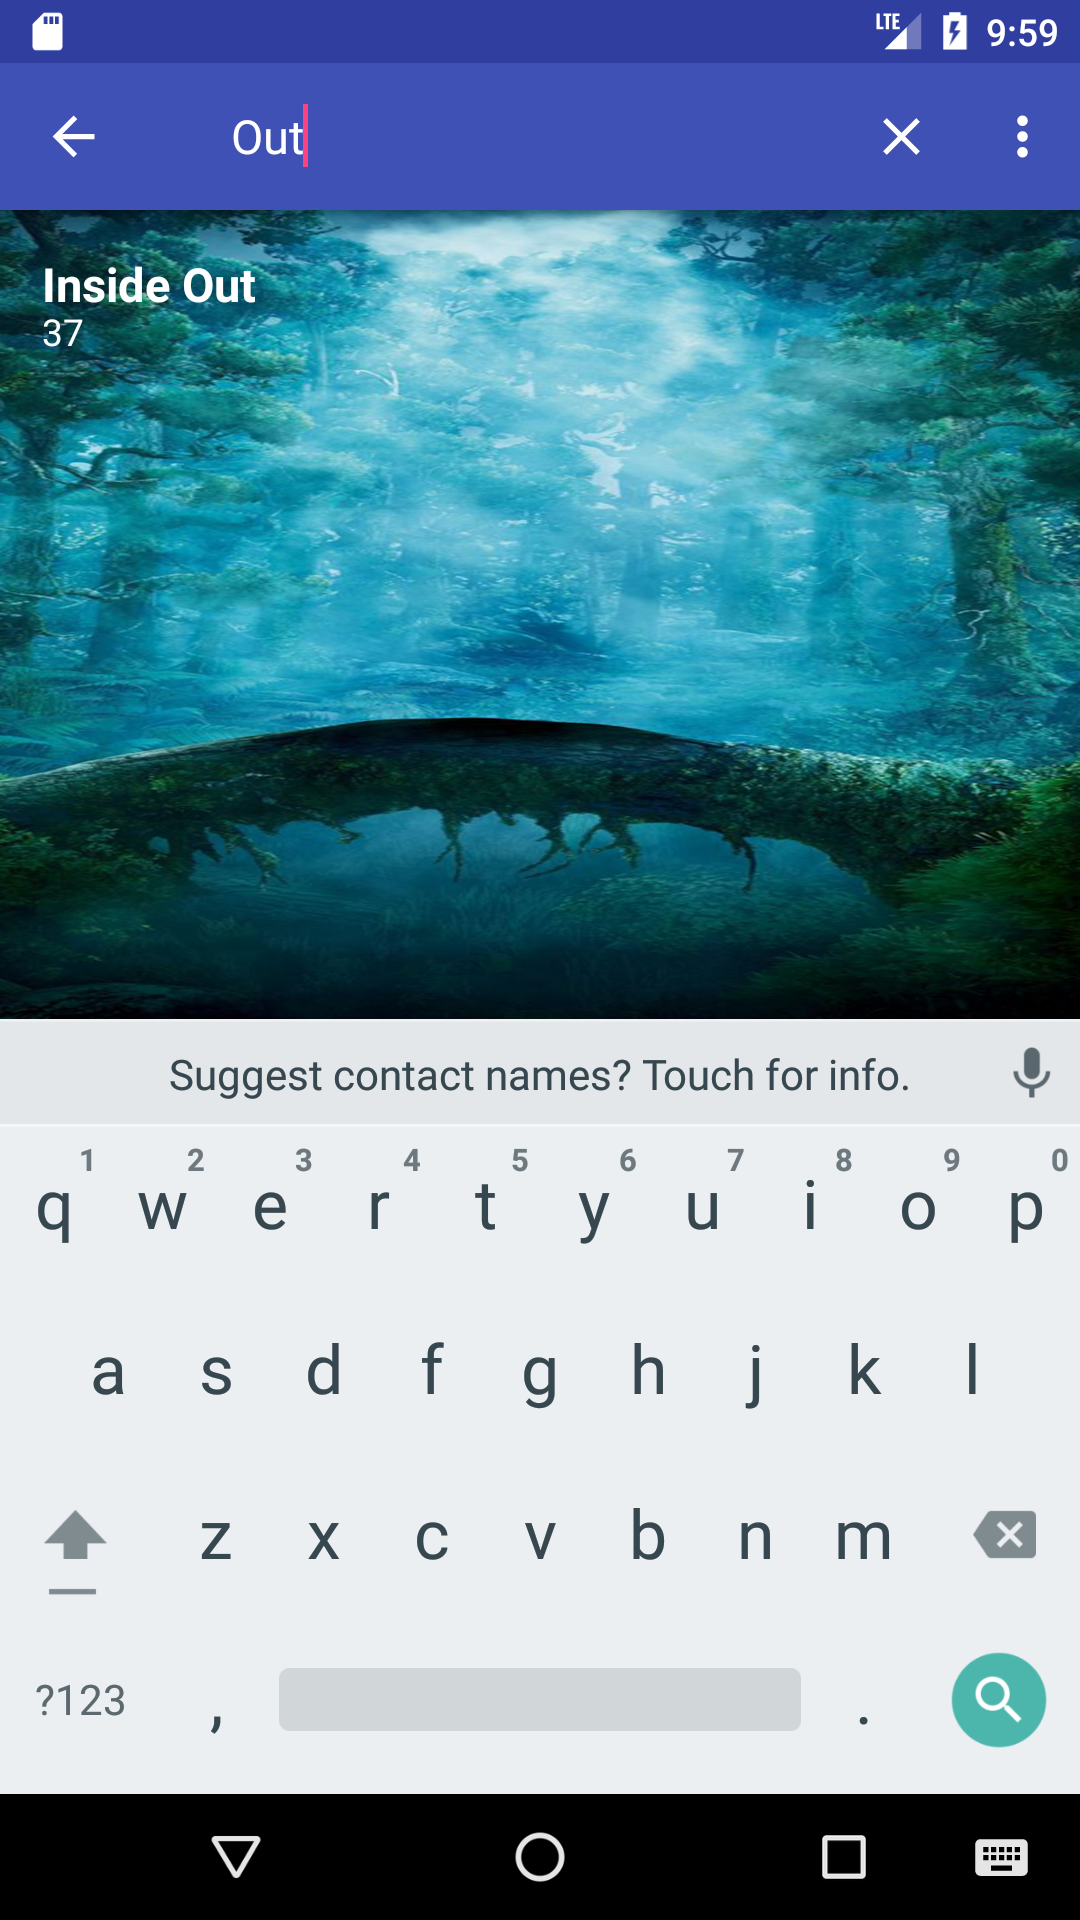 LTE 9:59
Out
Inside Out
37
Suggest contact names? Touch for info.
1 2 3 4 5 6 7 8 9 0
q w e r t y u i o p
a s d f g h j k l
z x c v b n m
?123 , .